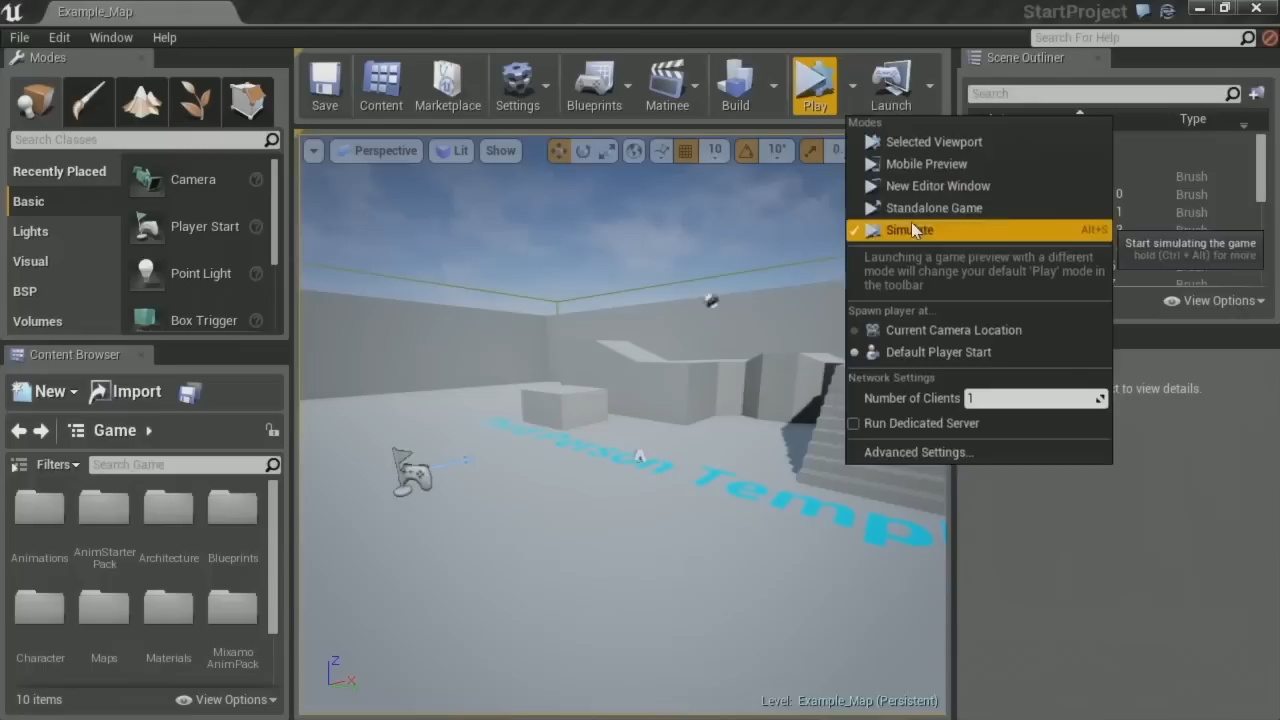 Example_Map
StartProject
File Edit Window Help
Search For Help
Modes
Search Classes
Recently Placed
Basic
Lights
Visual
BSP
Volumes
Camera
Player Start
Point Light
Box Trigger
Save
Content
Marketplace
Settings
Blueprints
Matinee
Build
Play
Launch
Perspective
Lit
Show
10
10°
0.
Modes
Selected Viewport
Mobile Preview
New Editor Window
Standalone Game
Simulate Alt+S
Launching a game preview with a different
mode will change your default 'Play' mode in
the toolbar
Spawn player at...
Current Camera Location
Default Player Start
Network Settings
Number of Clients 1
Run Dedicated Server
Advanced Settings...
Scene Outliner
Search...
Type
Brush
0 Brush
1 Brush
Start simulating the game
hold (Ctrl + Alt) for more
View Options
ct to view details.
Content Browser
New
Import
Game
Filters
Search Game
Animations
AnimStarter
Pack
Architecture
Blueprints
Character
Maps
Materials
Mixamo
AnimPack
10 items
View Options
Person Templ
Z
X
Level: Example_Map (Persistent)